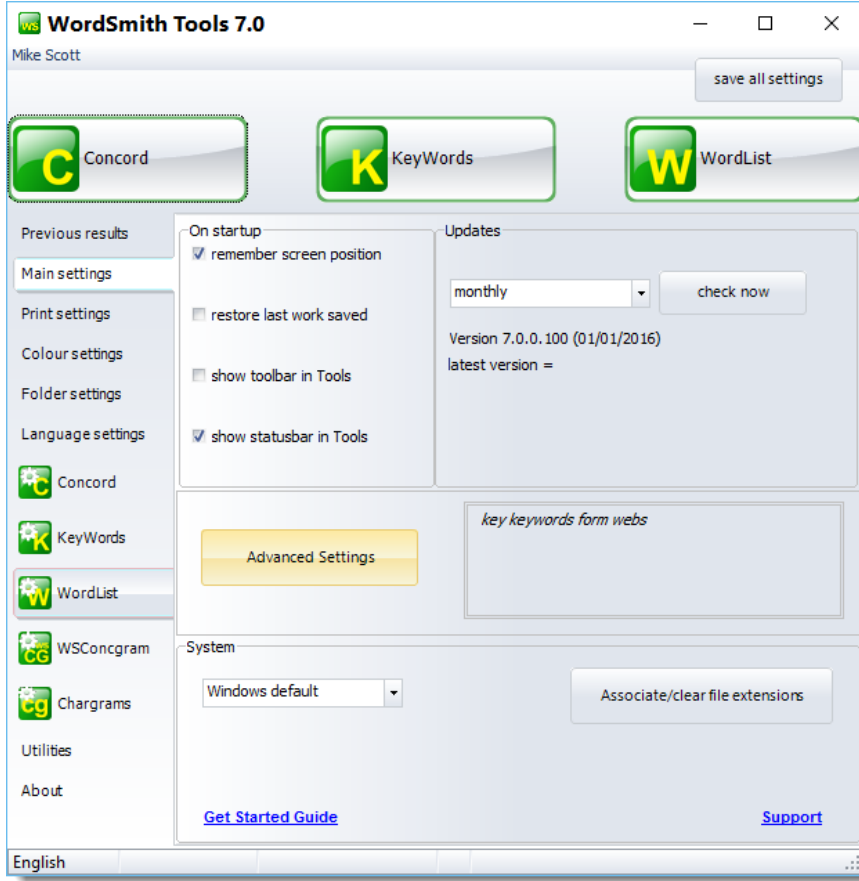 WS WordSmith Tools 7.0
Mike Scott
save all settings
C Concord
K KeyWords
W WordList
Previous results
Main settings
Print settings
Colour settings
Folder settings
Language settings
C Concord
K KeyWords
W WordList
WS CG WSConcgram
cg Chargrams
Utilities
About
On startup
remember screen position
restore last work saved
show toolbar in Tools
show statusbar in Tools
Updates
monthly
check now
Version 7.0.0.100 (01/01/2016)
latest version =
Advanced Settings
key keywords form webs
System
Windows default
Associate/clear file extensions
Get Started Guide
Support
English